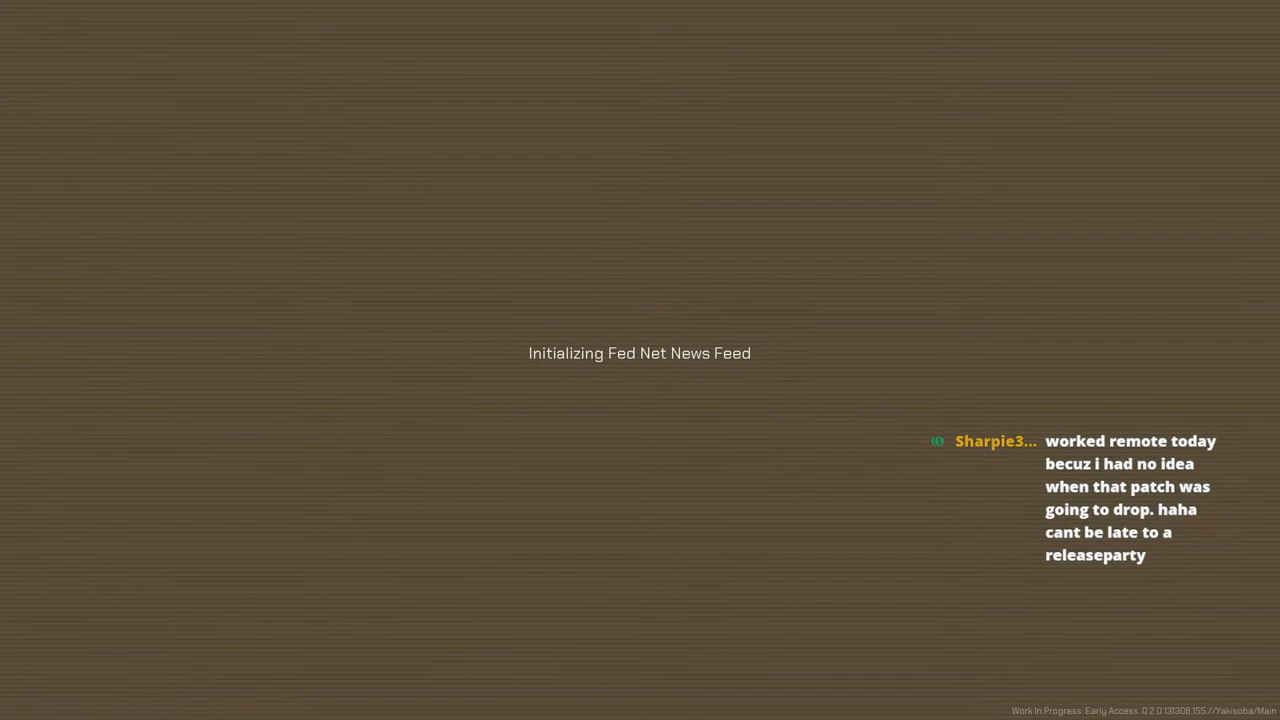 Initializing Fed Net News Feed
Sharpie3... worked remote today
becuz i had no idea
when that patch was
going to drop. haha
cant be late to a
releaseparty
Work In Progress. Early Access. 0.2.0.131308.155 //Yakisoba/Main